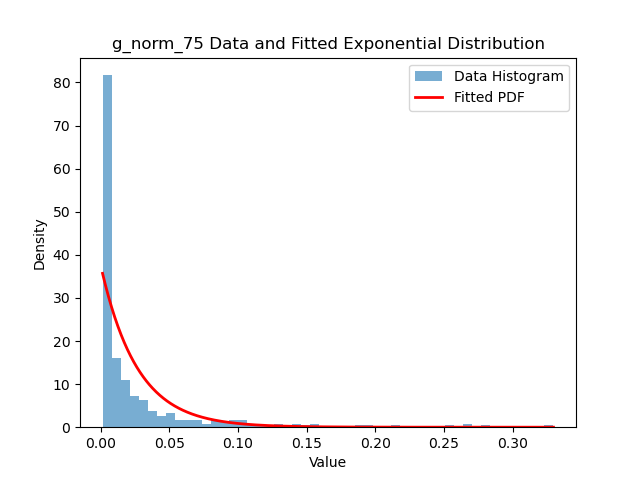 g_norm_75 Data and Fitted Exponential Distribution
Data Histogram
Fitted PDF
Density
80
70
60
50
40
30
20
10
0
0.00 0.05 0.10 0.15 0.20 0.25 0.30
Value